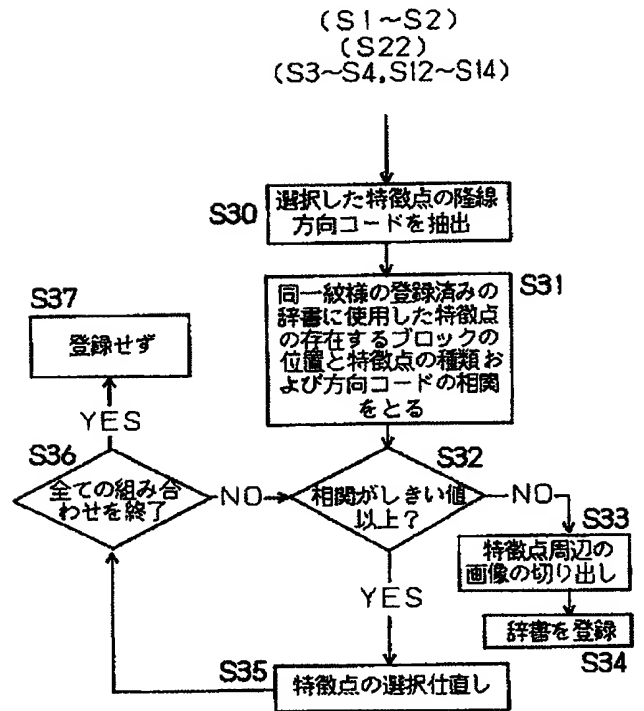 (S1~S2)
(S22)
(S3~S4,S12~S14)
S30
選択した特徴点の隆線
方向コードを抽出
S31
同一紋様の登録済みの
辞書に使用した特徴点
の存在するブロックの
位置と特徴点の種類お
よび方向コードの相関
をとる
S37
登録せず
YES
S36
全ての組み合
わせを終了
NO
S32
相関がしきい値
以上?
NO
S33
特徴点周辺の
画像の切り出し
辞書を登録
S34
YES
S35
特徴点の選択仕直し